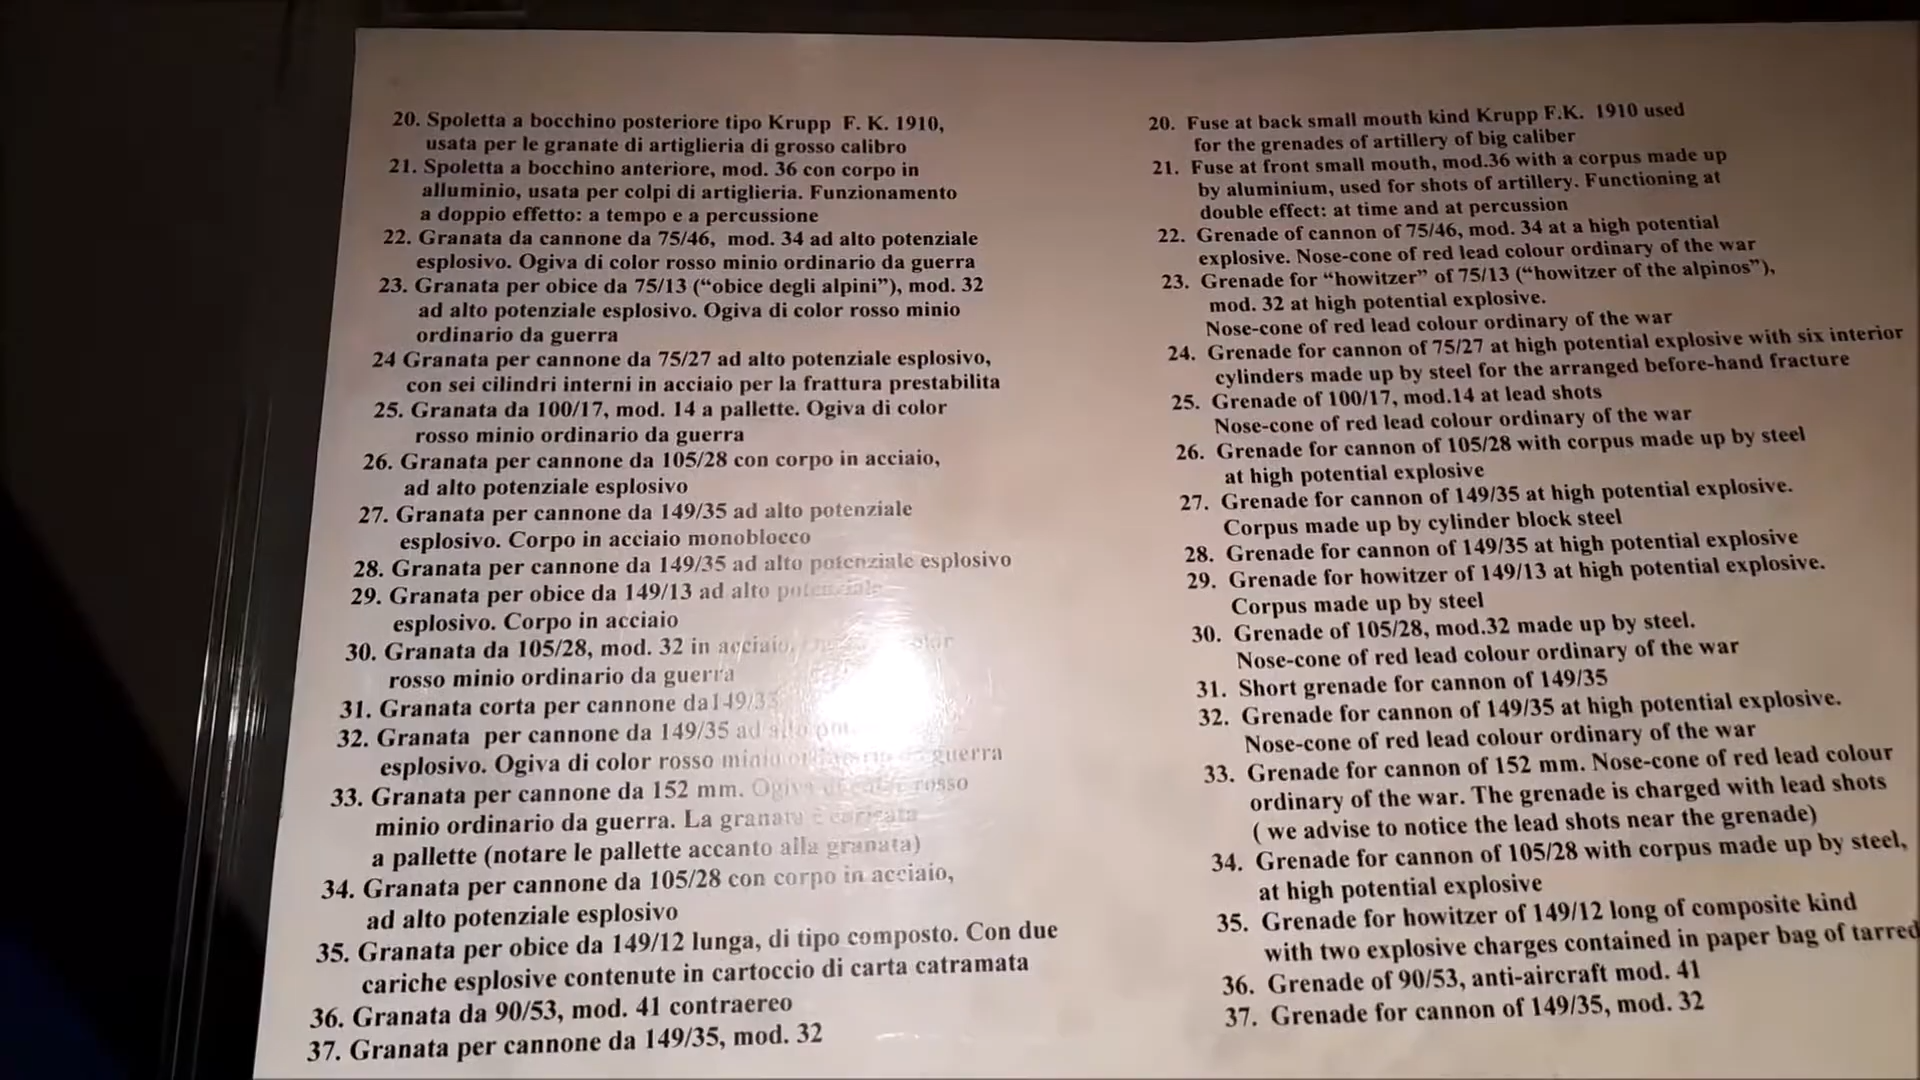 20. Spoletta a bocchino posteriore tipo Krupp F. K. 1910,
usata per le granate di artiglieria di grosso calibro
21. Spoletta a bocchino anteriore, mod. 36 con corpo in
alluminio, usata per colpi di artiglieria. Funzionamento
a doppio effetto: a tempo e a percussione
22. Granata da cannone da 75/46, mod. 34 ad alto potenziale
esplosivo. Ogiva di color rosso minio ordinario da guerra
23. Granata per obice da 75/13 ("obice degli alpini"), mod. 32
ad alto potenziale esplosivo. Ogiva di color rosso minio
ordinario da guerra
24 Granata per cannone da 75/27 ad alto potenziale esplosivo,
con sei cilindri interni in acciaio per la frattura prestabilita
25. Granata da 100/17, mod. 14 a pallette. Ogiva di color
rosso minio ordinario da guerra
26. Granata per cannone da 105/28 con corpo in acciaio,
ad alto potenziale esplosivo
27. Granata per cannone da 149/35 ad alto potenziale
esplosivo. Corpo in acciaio monoblocco
28. Granata per cannone da 149/35 ad alto potenziale esplosivo
29. Granata per obice da 149/13 ad alto potenziale
esplosivo. Corpo in acciaio
30. Granata da 105/28, mod. 32 in acciaio, color
rosso minio ordinario da guerra
31. Granata corta per cannone da149/35
32. Granata per cannone da 149/35 ad alto
esplosivo. Ogiva di color rosso minio ordinario da guerra
33. Granata per cannone da 152 mm. Ogiva di color rosso
minio ordinario da guerra. La granata è caricata
a pallette (notare le pallette accanto alla granata)
34. Granata per cannone da 105/28 con corpo in acciaio,
ad alto potenziale esplosivo
35. Granata per obice da 149/12 lunga, di tipo composto. Con due
cariche esplosive contenute in cartoccio di carta catramata
36. Granata da 90/53, mod. 41 contraereo
37. Granata per cannone da 149/35, mod. 32
20. Fuse at back small mouth kind Krupp F.K. 1910 used
for the grenades of artillery of big caliber
21. Fuse at front small mouth, mod.36 with a corpus made up
by aluminium, used for shots of artillery. Functioning at
double effect: at time and at percussion
22. Grenade of cannon of 75/46, mod. 34 at a high potential
explosive. Nose-cone of red lead colour ordinary of the war
23. Grenade for "howitzer" of 75/13 ("howitzer of the alpinos"),
mod. 32 at high potential explosive.
Nose-cone of red lead colour ordinary of the war
24. Grenade for cannon of 75/27 at high potential explosive with six interior
cylinders made up by steel for the arranged before-hand fracture
25. Grenade of 100/17, mod.14 at lead shots
Nose-cone of red lead colour ordinary of the war
26. Grenade for cannon of 105/28 with corpus made up by steel
at high potential explosive
27. Grenade for cannon of 149/35 at high potential explosive.
Corpus made up by cylinder block steel
28. Grenade for cannon of 149/35 at high potential explosive
29. Grenade for howitzer of 149/13 at high potential explosive.
Corpus made up by steel
30. Grenade of 105/28, mod.32 made up by steel.
Nose-cone of red lead colour ordinary of the war
31. Short grenade for cannon of 149/35
32. Grenade for cannon of 149/35 at high potential explosive.
Nose-cone of red lead colour ordinary of the war
33. Grenade for cannon of 152 mm. Nose-cone of red lead colour
ordinary of the war. The grenade is charged with lead shots
( we advise to notice the lead shots near the grenade)
34. Grenade for cannon of 105/28 with corpus made up by steel,
at high potential explosive
35. Grenade for howitzer of 149/12 long of composite kind
with two explosive charges contained in paper bag of tarred
36. Grenade of 90/53, anti-aircraft mod. 41
37. Grenade for cannon of 149/35, mod. 32